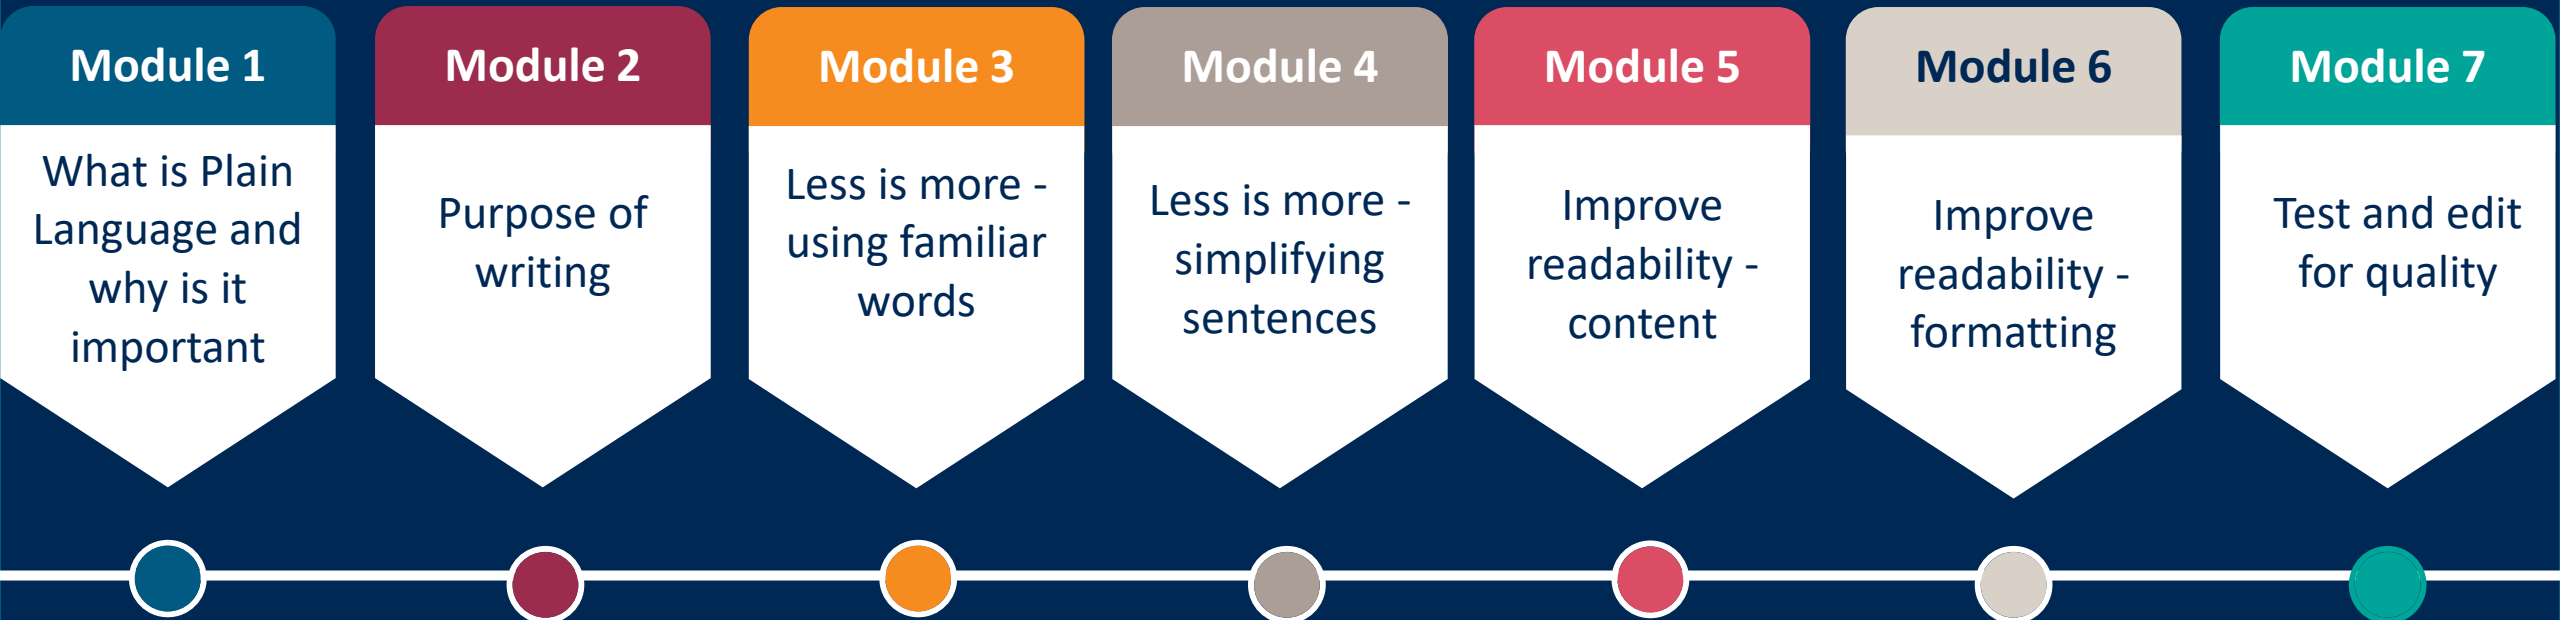 Module 1
What is Plain
Language and
why is it
important
Module 2
Purpose of
writing
Module 3
Less is more -
using familiar
words
Module 4
Less is more -
simplifying
sentences
Module 5
Improve
readability -
content
Module 6
Improve
readability -
formatting
Module 7
Test and edit
for quality